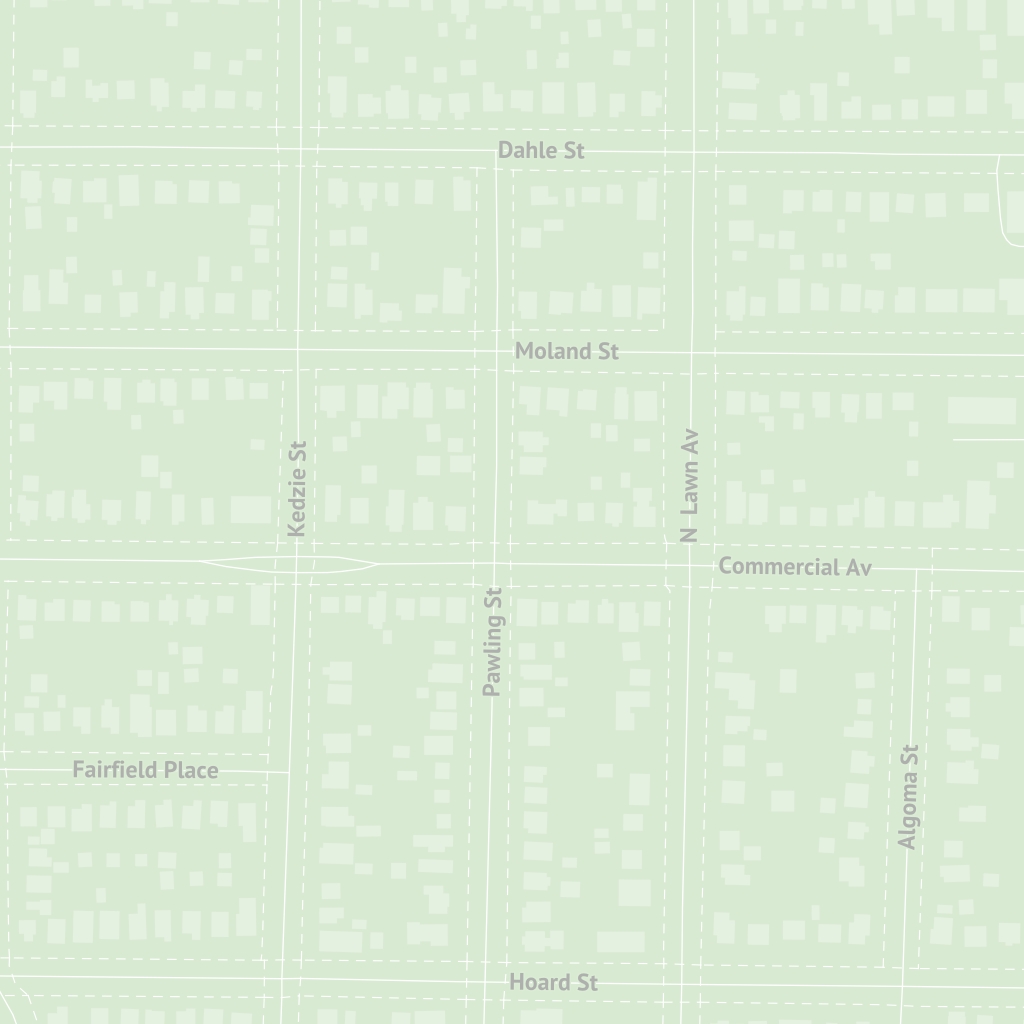 Dahle St
Moland St
Kedzie St
N Lawn Av
Commercial Av
Pawling St
Fairfield Place
Algoma St
Hoard St